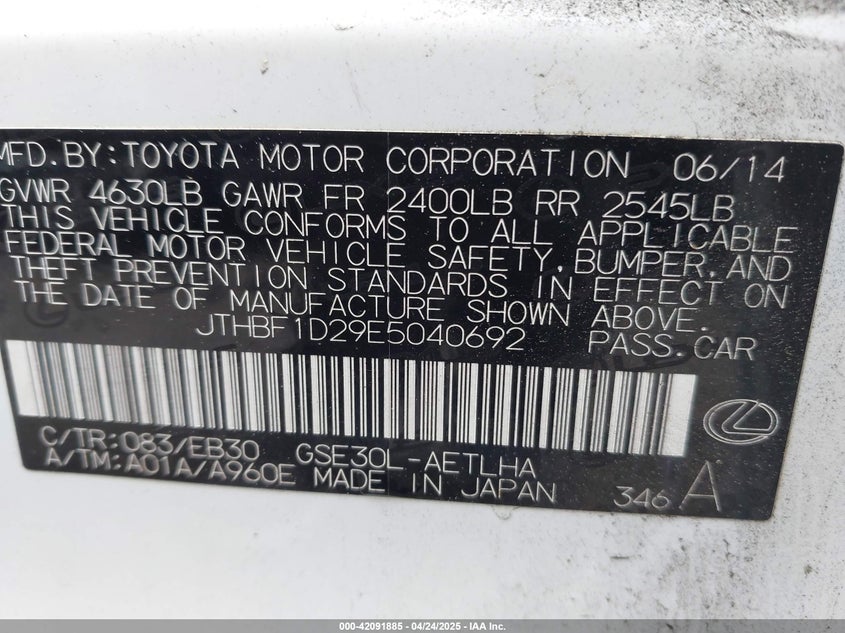 MFD.BY:TOYOTA MOTOR CORPORATION 06/14
GVWR 4630LB GAWR FR 2400LB RR 2545LB
THIS VEHICLE CONFORMS TO ALL APPLICABLE
FEDERAL MOTOR VEHICLE SAFETY,BUMPER,AND
THEFT PREVENTION STANDARDS IN EFFECT ON
THE DATE OF MANUFACTURE SHOWN ABOVE.
JTHBF1D29E5040692 PASS.CAR
C/TR:083/EB30 GSE30L-AETLHA
A/TM:A01A/A960E MADE IN JAPAN 346 A
000-42091885 | 04/24/2025 - IAA Inc.